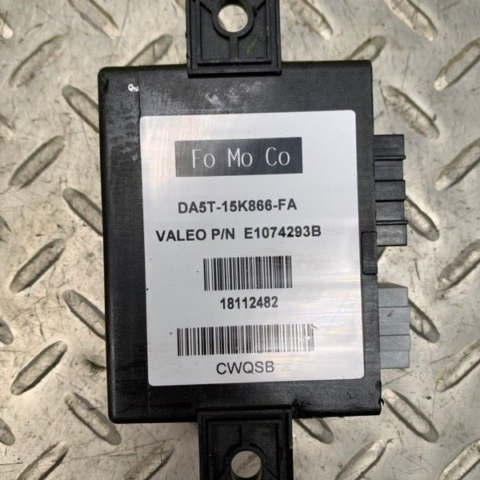 Fo Mo Co
DA5T-15K866-FA
VALEO P/N E1074293B
18112482
CWQSB